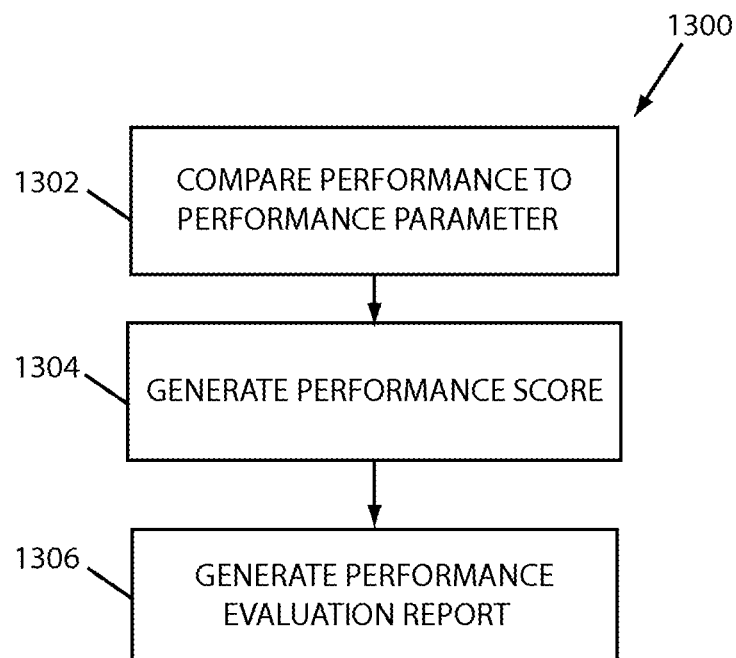 1300
1302
COMPARE PERFORMANCE TO
PERFORMANCE PARAMETER
1304
GENERATE PERFORMANCE SCORE
1306
GENERATE PERFORMANCE
EVALUATION REPORT